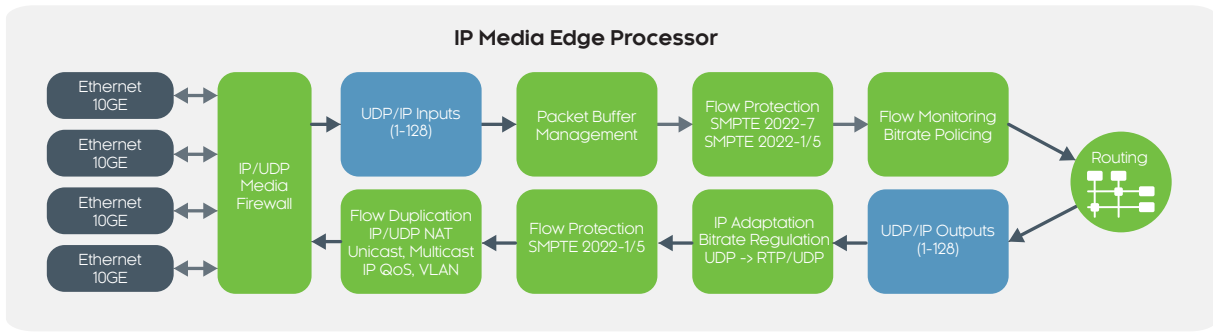 IP Media Edge Processor
Ethernet
10GE
Ethernet
10GE
Ethernet
10GE
Ethernet
10GE
IP/UDP
Media
Firewall
UDP/IP Inputs
(1-128)
Packet Buffer
Management
Flow Protection
SMPTE 2022-7
SMPTE 2022-1/5
Flow Monitoring
Bitrate Policing
Routing
UDP/IP Outputs
(1-128)
IP Adaptation
Bitrate Regulation
UDP -> RTP/UDP
Flow Protection
SMPTE 2022-1/5
Flow Duplication
IP/UDP NAT
Unicast, Multicast
IP QoS, VLAN